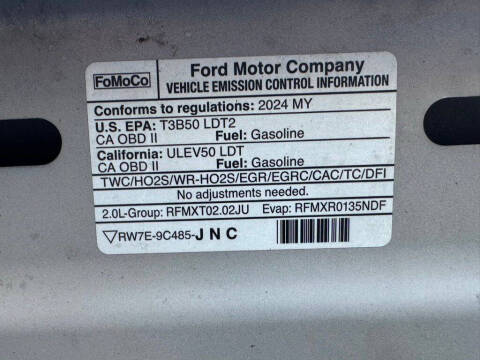 FoMoCo
Ford Motor Company
VEHICLE EMISSION CONTROL INFORMATION
Conforms to regulations: 2024 MY
U.S. EPA: T3B50 LDT2
CA OBD II Fuel: Gasoline
California: ULEV50 LDT
CA OBD II Fuel: Gasoline
TWC/HO2S/WR-HO2S/EGR/EGRC/CAC/TC/DFI
No adjustments needed.
2.0L-Group: RFMXT02.02JU Evap: RFMXR0135NDF
RW7E-9C485-JNC